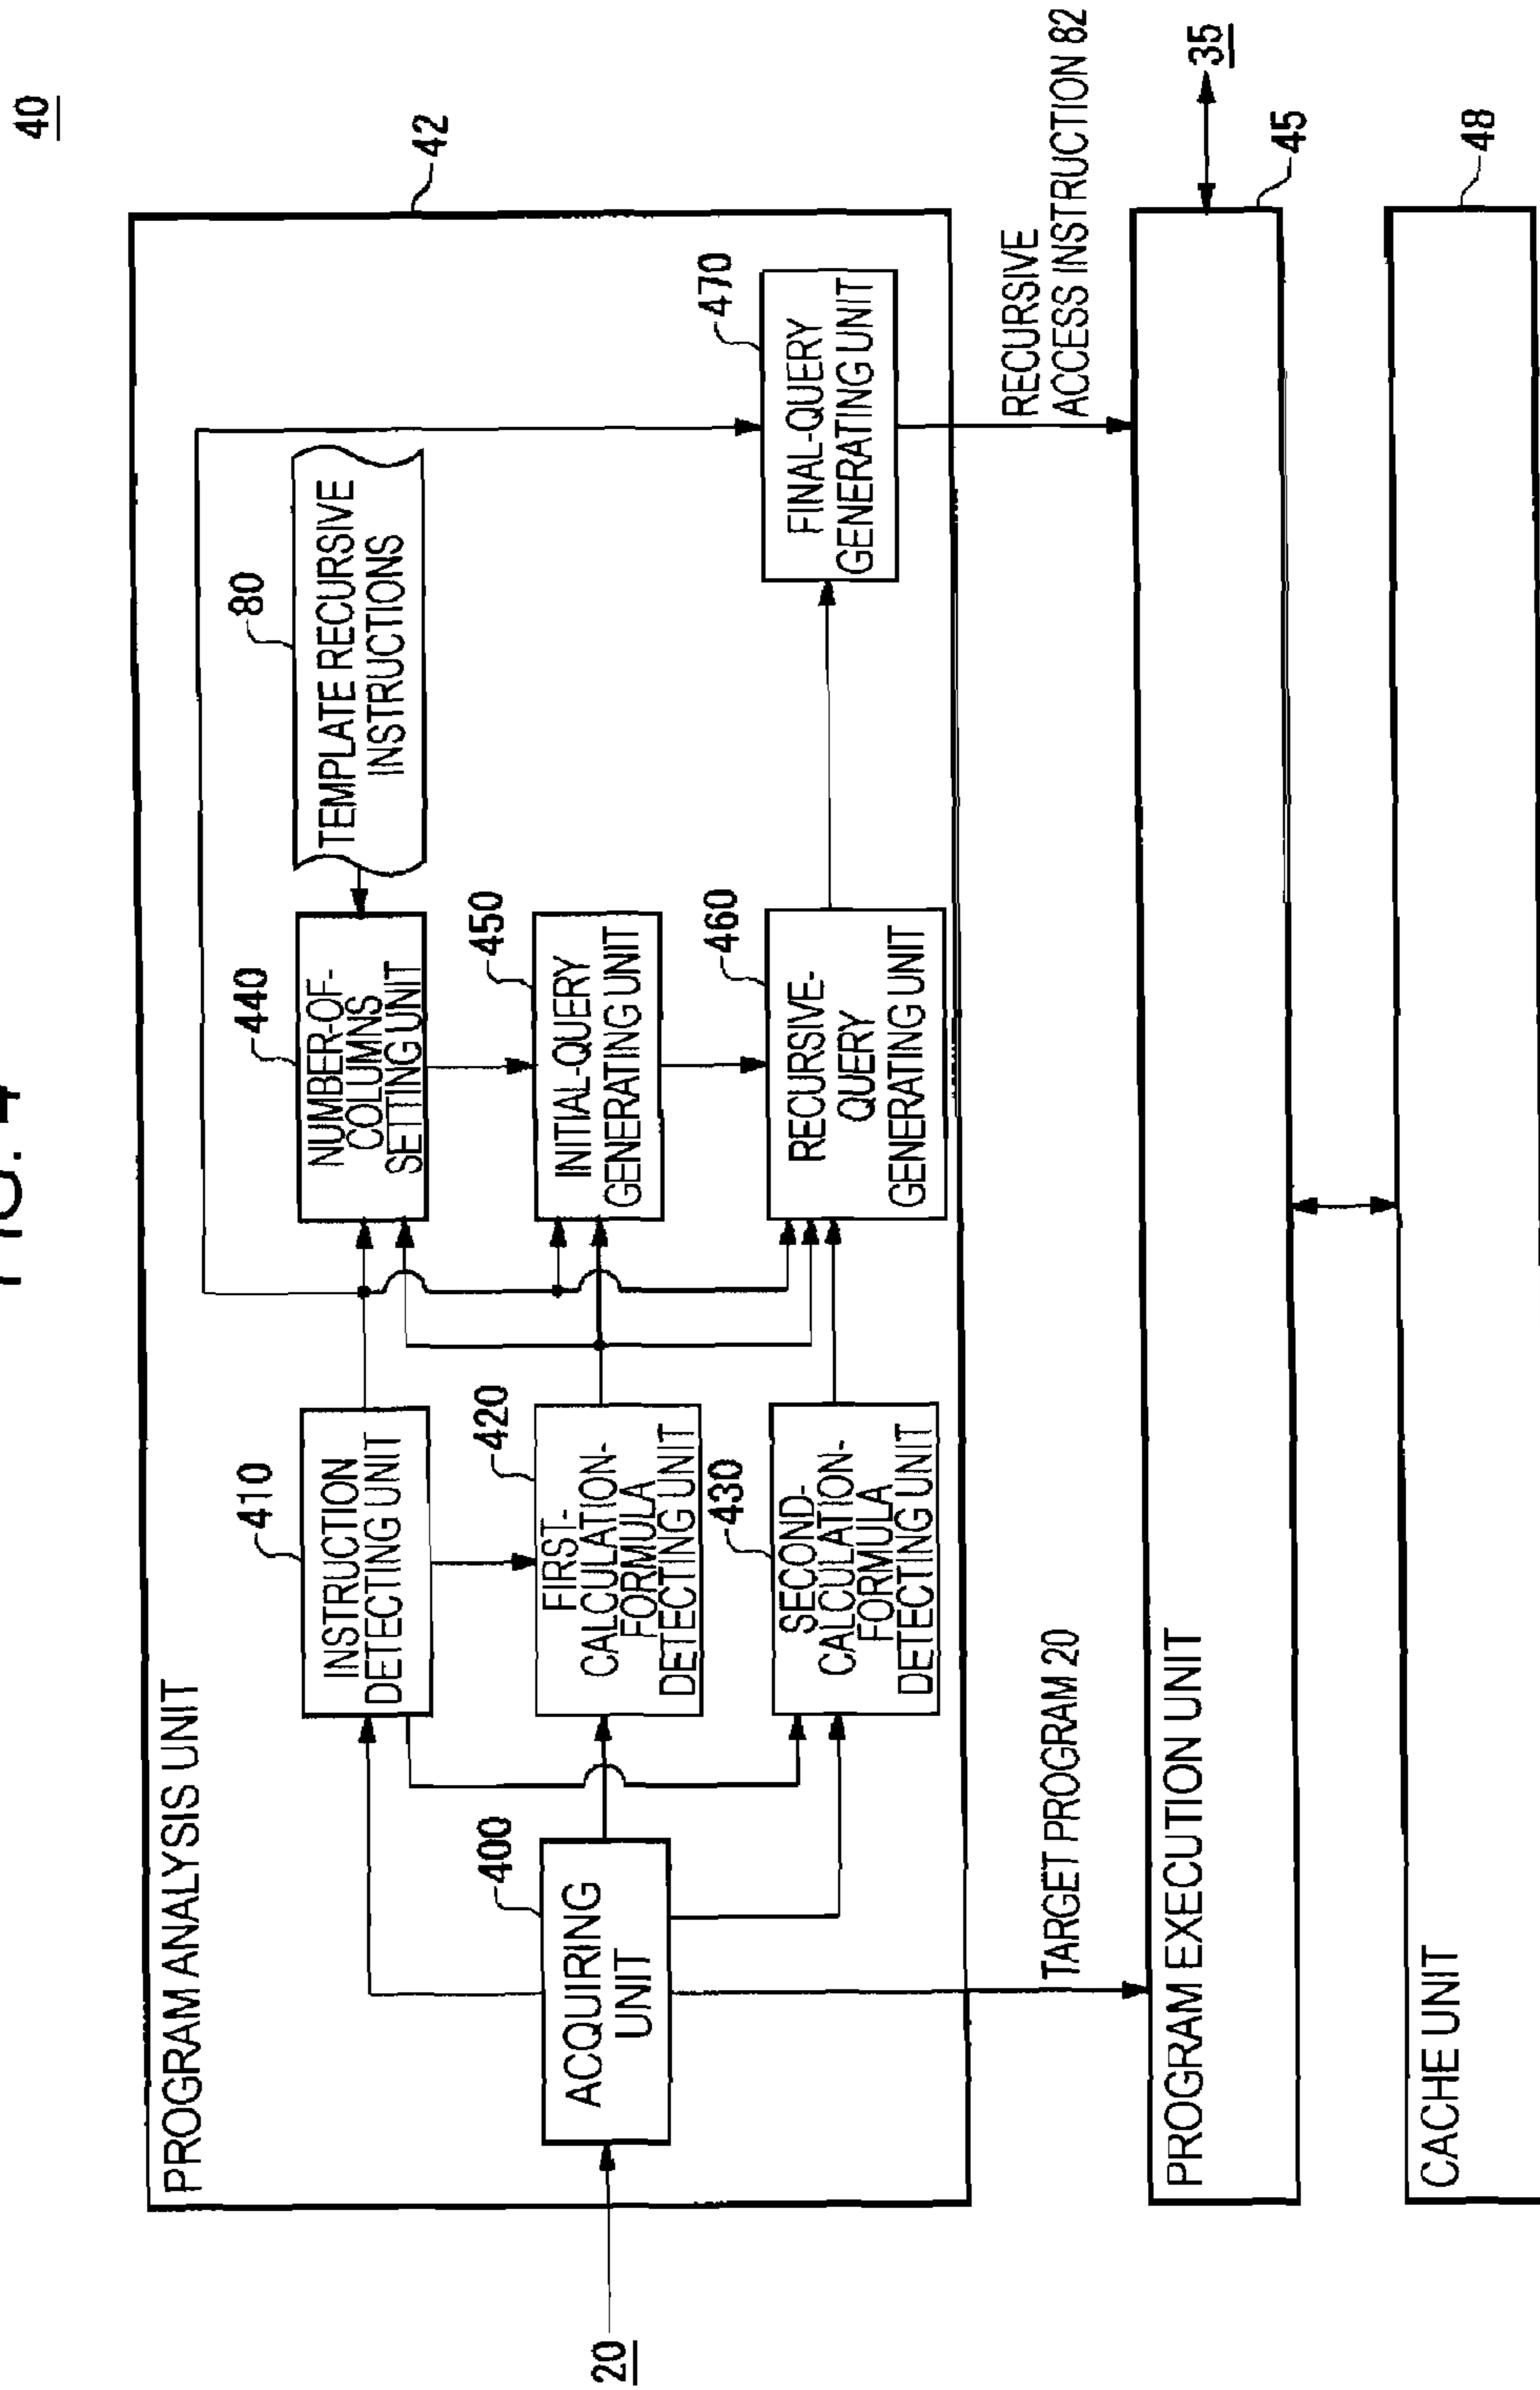 FIG. 4
40
PROGRAM ANALYSIS UNIT
42
20
ACQUIRING
UNIT
400
INSTRUCTION
DETECTING UNIT
410
FIRST-
CALCULATION-
FORMULA
DETECTING UNIT
420
SECOND-
CALCULATION-
FORMULA
DETECTING UNIT
430
NUMBER-OF-
COLUMNS
SETTING UNIT
440
INITIAL-QUERY
GENERATING UNIT
450
RECURSIVE-
QUERY
GENERATING UNIT
460
TEMPLATE RECURSIVE
INSTRUCTIONS
80
FINAL-QUERY
GENERATING UNIT
470
TARGET PROGRAM 20
RECURSIVE
ACCESS INSTRUCTION 82
PROGRAM EXECUTION UNIT
35
45
CACHE UNIT
48